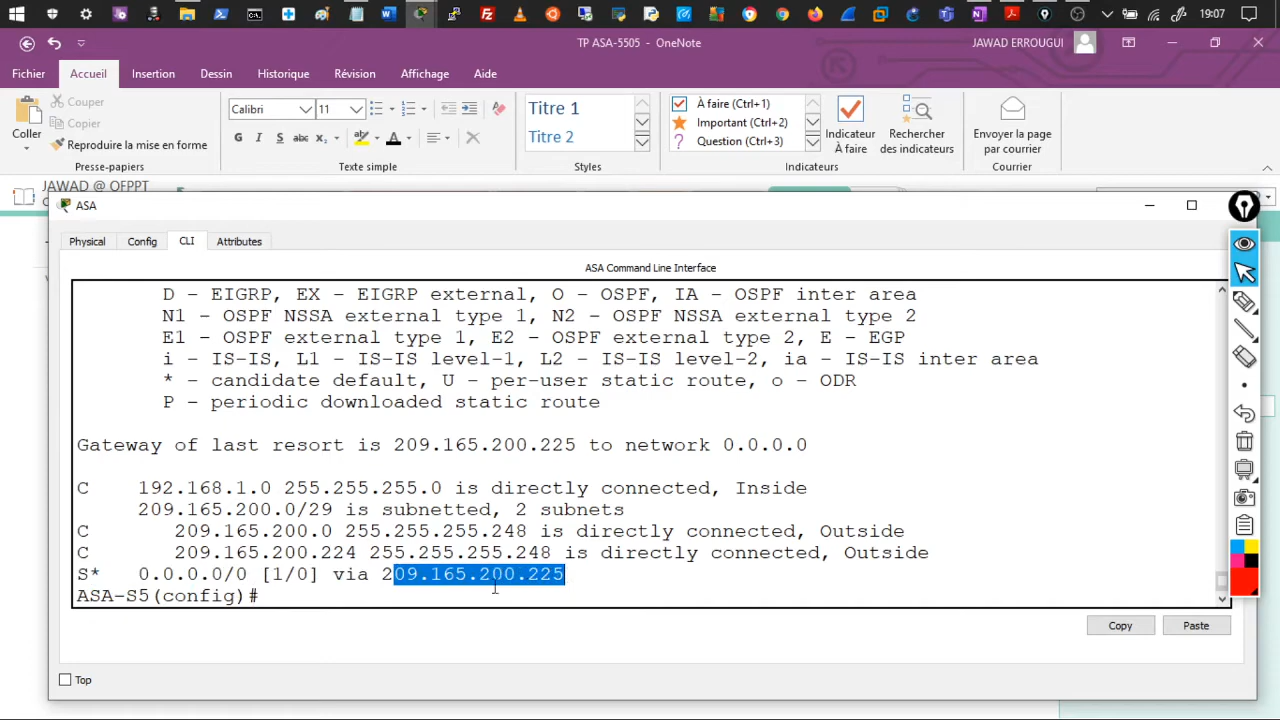 19:07
TP ASA-5505 - OneNote
JAWAD ERROUGUI
Fichier Accueil Insertion Dessin Historique Révision Affichage Aide
Coller
Couper
Copier
Reproduire la mise en forme
Presse-papiers
Calibri 11
G I S abc x₂ A
Texte simple
Titre 1
Titre 2
Styles
À faire (Ctrl+1)
Important (Ctrl+2)
Question (Ctrl+3)
Indicateur À faire
Rechercher des indicateurs
Indicateurs
Envoyer la page par courrier
Courrier
JAWAD @ OFPPT
ASA
Physical Config CLI Attributes
ASA Command Line Interface
D - EIGRP, EX - EIGRP external, O - OSPF, IA - OSPF inter area
N1 - OSPF NSSA external type 1, N2 - OSPF NSSA external type 2
E1 - OSPF external type 1, E2 - OSPF external type 2, E - EGP
i - IS-IS, L1 - IS-IS level-1, L2 - IS-IS level-2, ia - IS-IS inter area
* - candidate default, U - per-user static route, o - ODR
P - periodic downloaded static route
Gateway of last resort is 209.165.200.225 to network 0.0.0.0
C 192.168.1.0 255.255.255.0 is directly connected, Inside
209.165.200.0/29 is subnetted, 2 subnets
C 209.165.200.0 255.255.255.248 is directly connected, Outside
C 209.165.200.224 255.255.255.248 is directly connected, Outside
S* 0.0.0.0/0 [1/0] via 209.165.200.225
ASA-S5(config)#
Copy Paste
Top